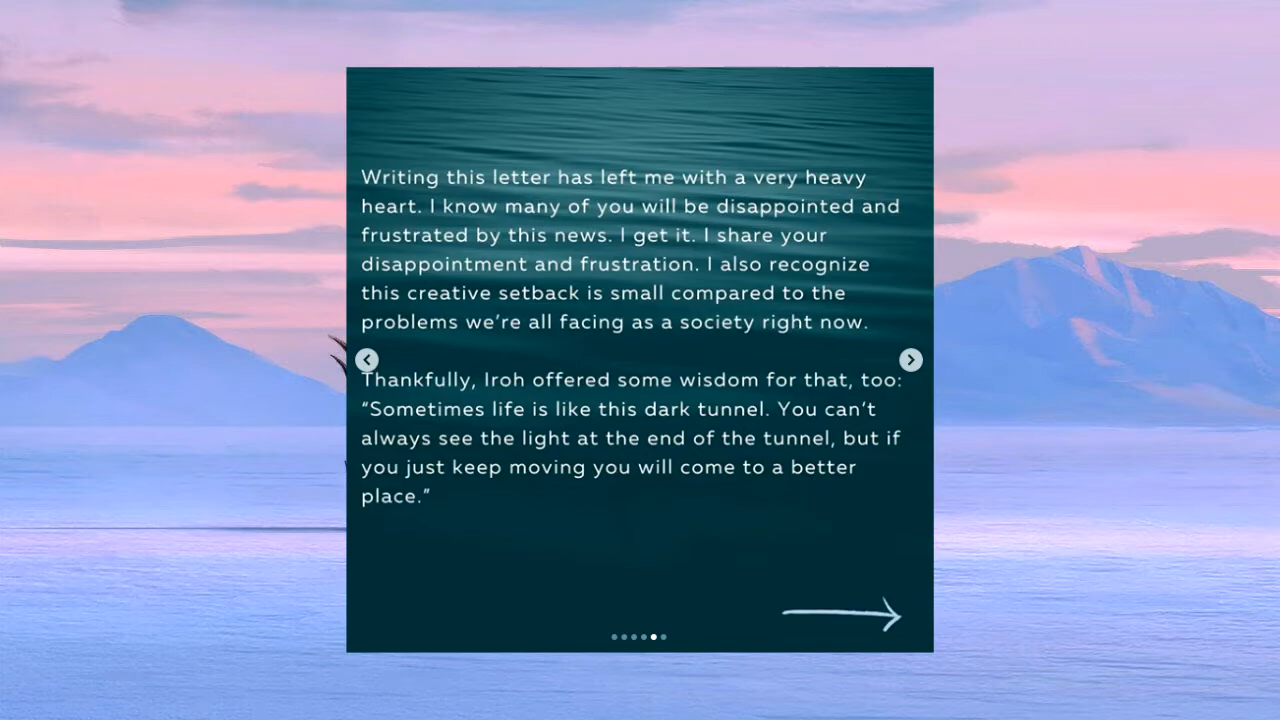 Writing this letter has left me with a very heavy
heart. I know many of you will be disappointed and
frustrated by this news. I get it. I share your
disappointment and frustration. I also recognize
this creative setback is small compared to the
problems we’re all facing as a society right now.
Thankfully, Iroh offered some wisdom for that, too:
“Sometimes life is like this dark tunnel. You can’t
always see the light at the end of the tunnel, but if
you just keep moving you will come to a better
place.”